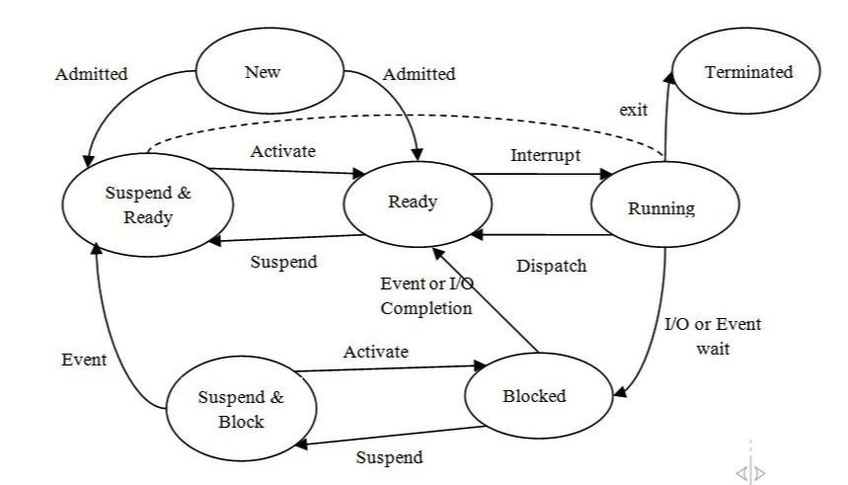 Admitted
New
Admitted
Terminated
exit
Activate
Interrupt
Suspend &
Ready
Ready
Running
Suspend
Dispatch
Event or I/O
Completion
I/O or Event
wait
Event
Activate
Suspend &
Block
Blocked
Suspend